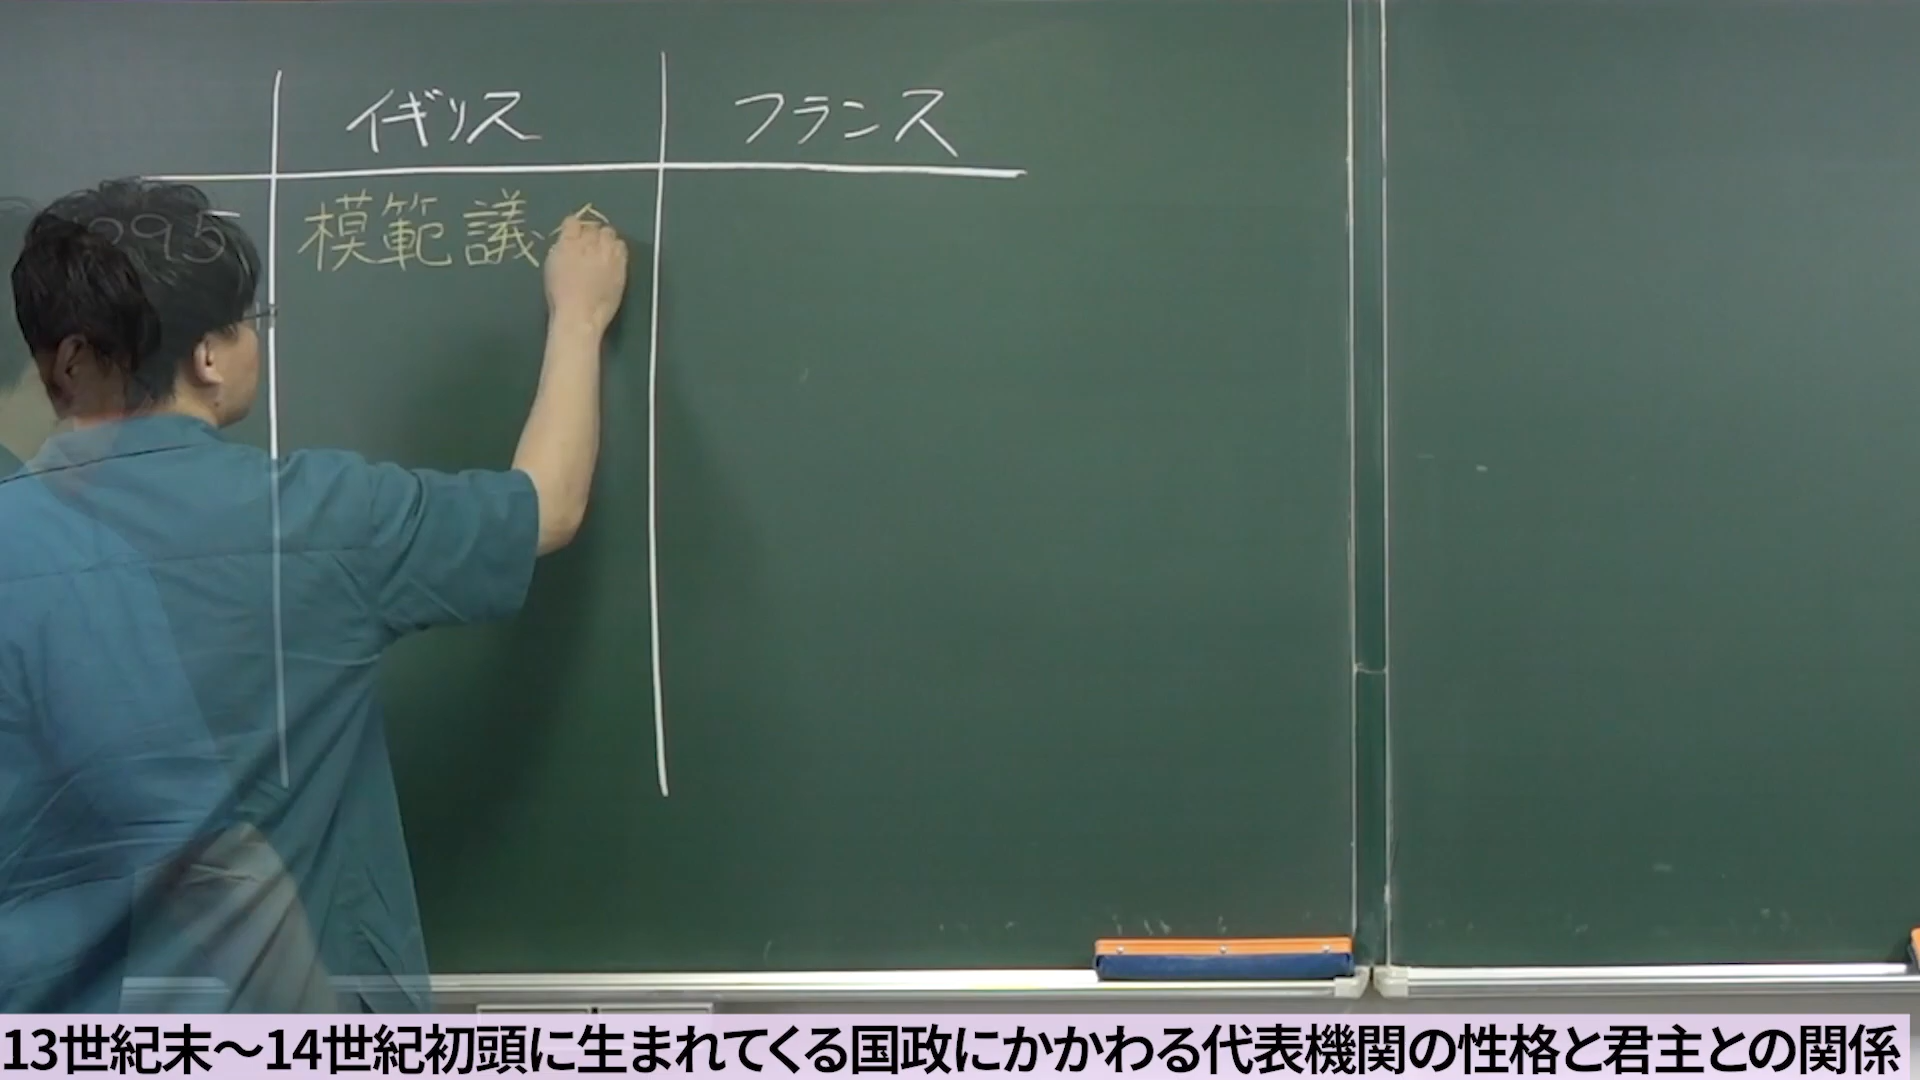 イギリス フランス
295 模範議会
13世紀末～14世紀初頭に生まれてくる国政にかかわる代表機関の性格と君主との関係